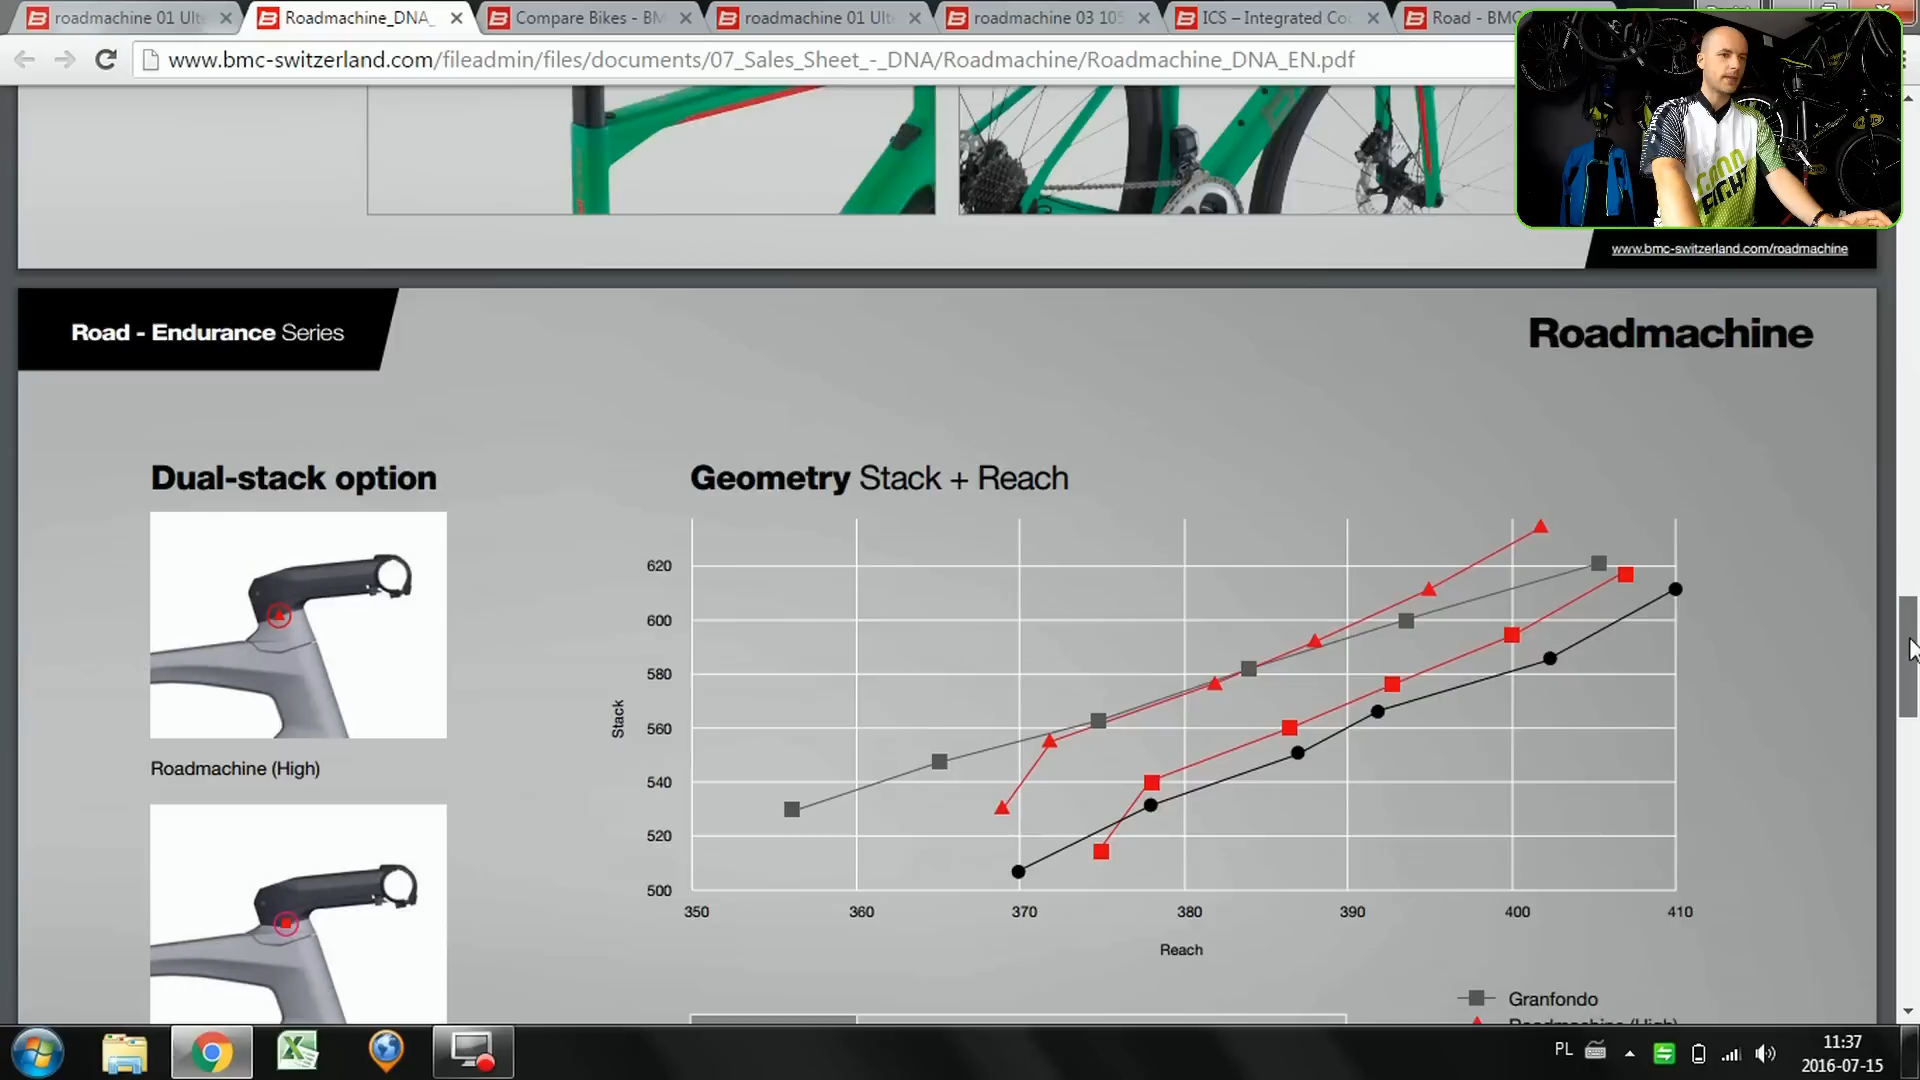 roadmachine 01 Ult
Roadmachine_DNA_
Compare Bikes - BM
roadmachine 01 Ult
roadmachine 03 105
ICS – Integrated Co
Road - BMC
www.bmc-switzerland.com/fileadmin/files/documents/07_Sales_Sheet_-_DNA/Roadmachine/Roadmachine_DNA_EN.pdf
www.bmc-switzerland.com/roadmachine
Road - Endurance Series
Roadmachine
Dual-stack option
Geometry Stack + Reach
620
600
580
560
540
520
500
Stack
350
360
370
380
390
400
410
Reach
Roadmachine (High)
Granfondo
Roadmachine (High)
PL
11:37
2016-07-15